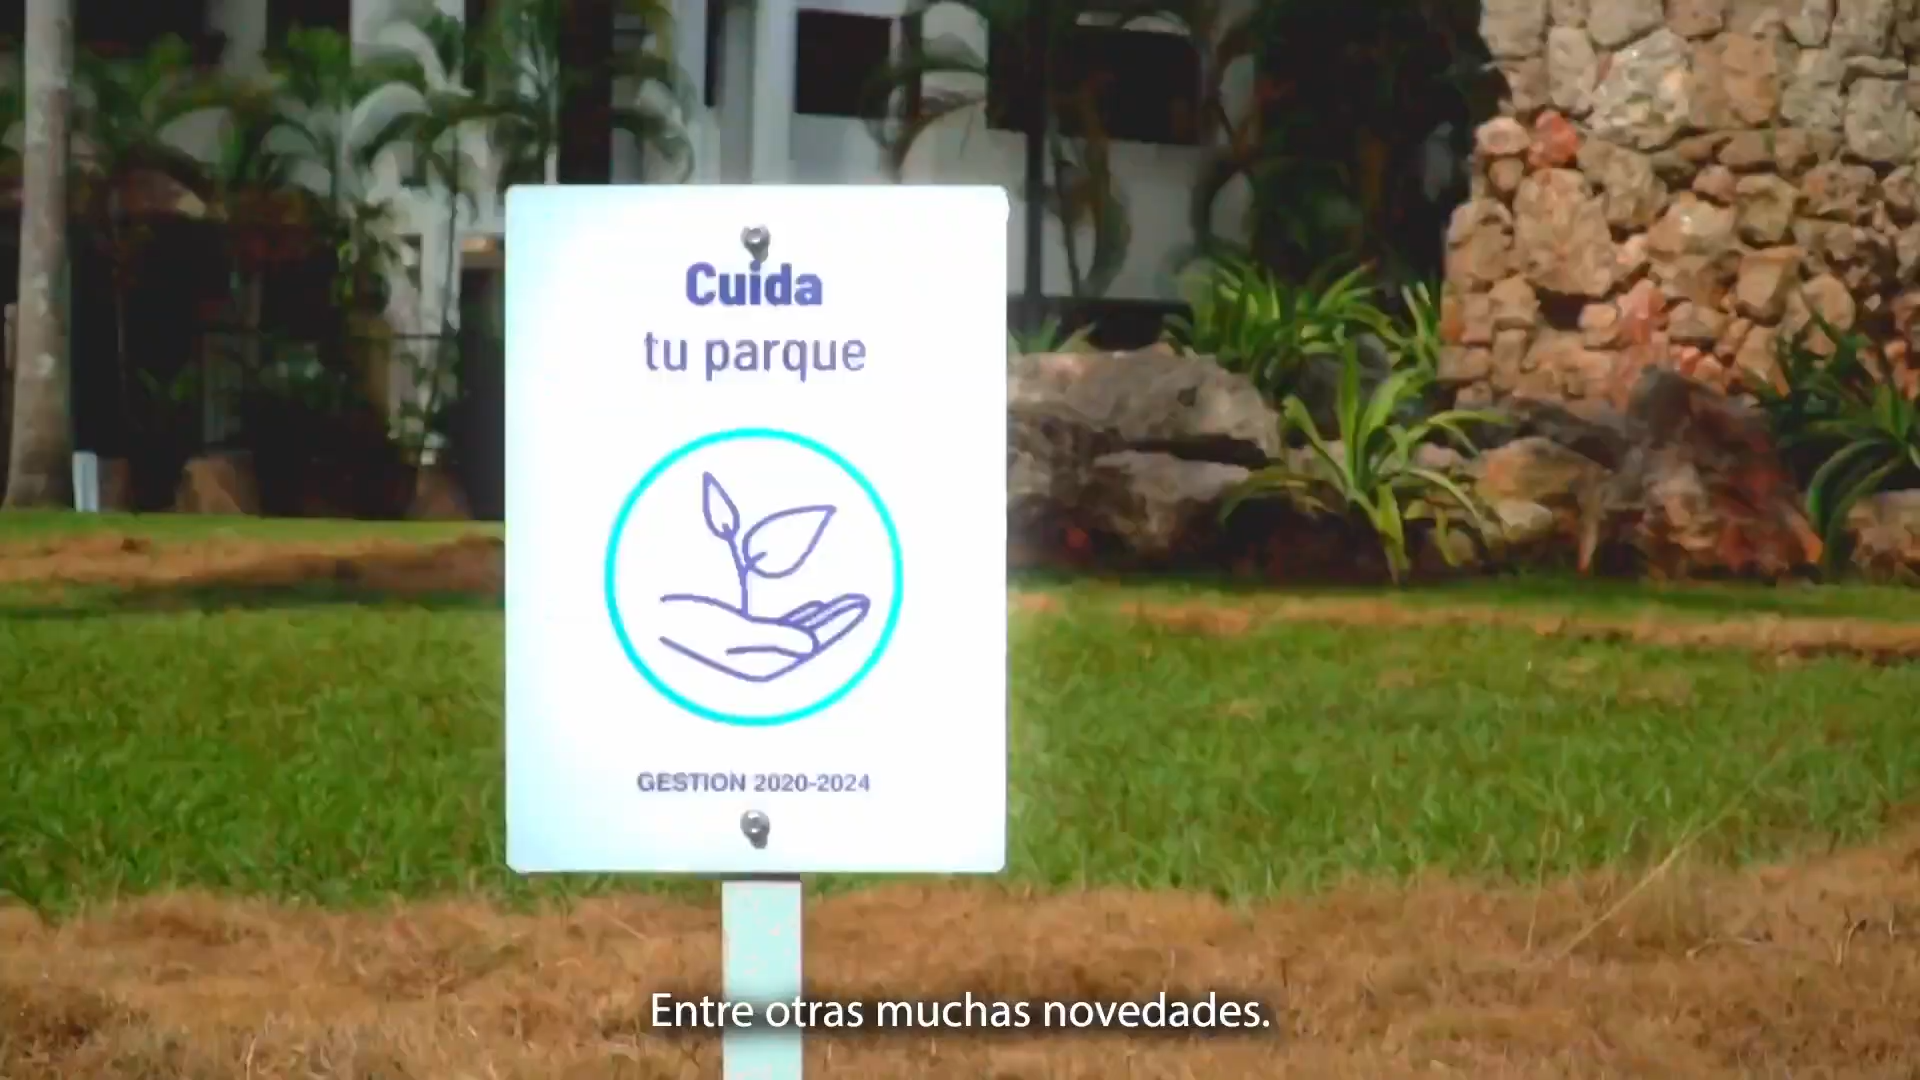 Cuida
tu parque
GESTION 2020-2024
Entre otras muchas novedades.